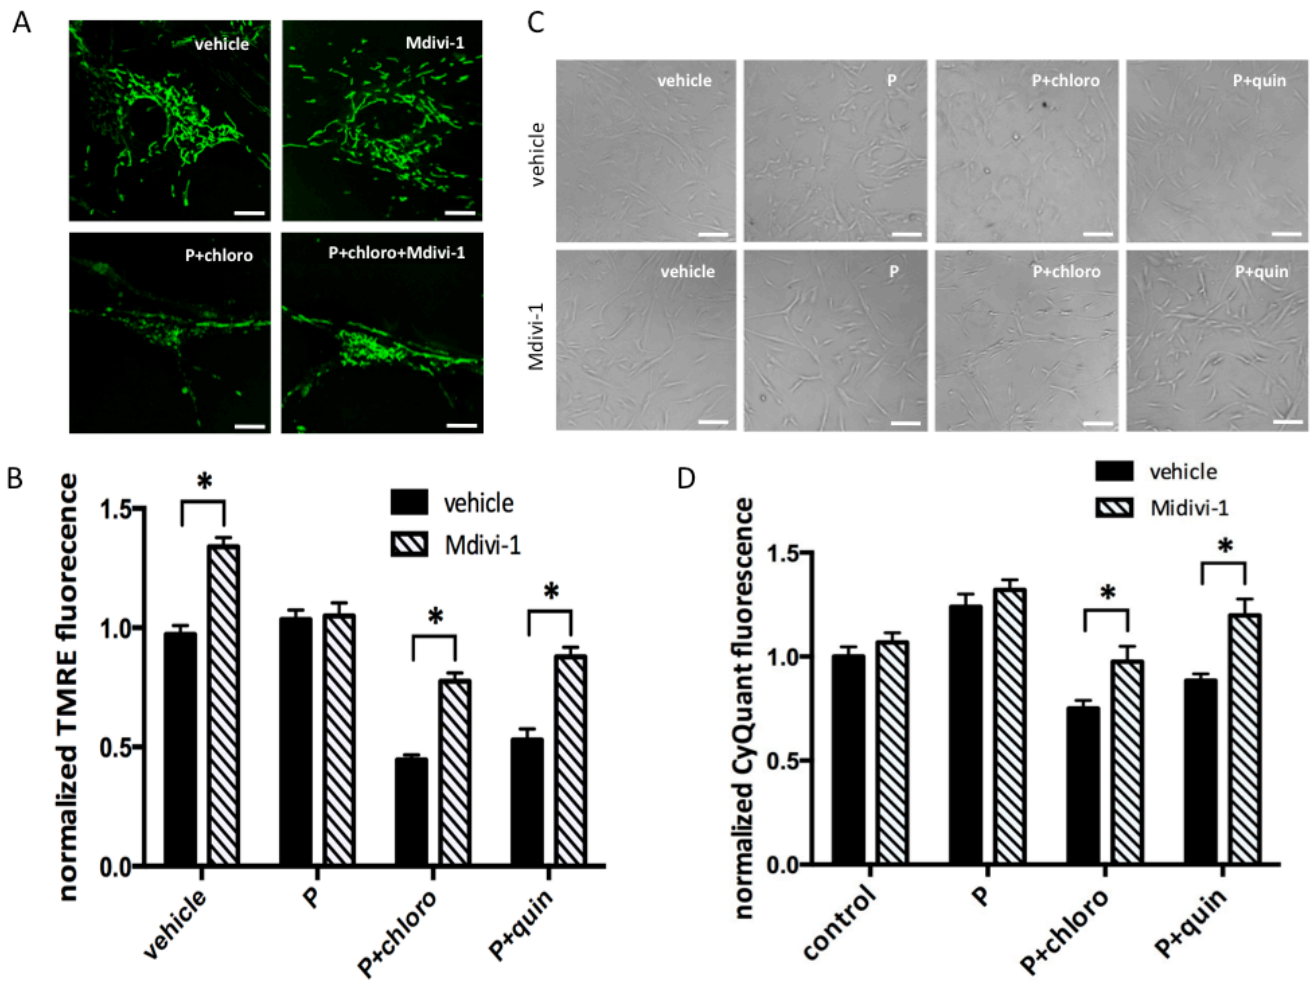 A
vehicle
Mdivi-1
P+chloro
P+chloro+Mdivi-1
C
vehicle
P
P+chloro
P+quin
vehicle
vehicle
P
P+chloro
P+quin
Mdivi-1
B
normalized TMRE fluorecence
1.5
1.0
0.5
0.0
*
*
*
vehicle
Mdivi-1
vehicle
P
P+chloro
P+quin
D
normalized CyQuant fluorescence
1.5
1.0
0.5
0.0
*
*
vehicle
Midivi-1
control
P
P+chloro
P+quin